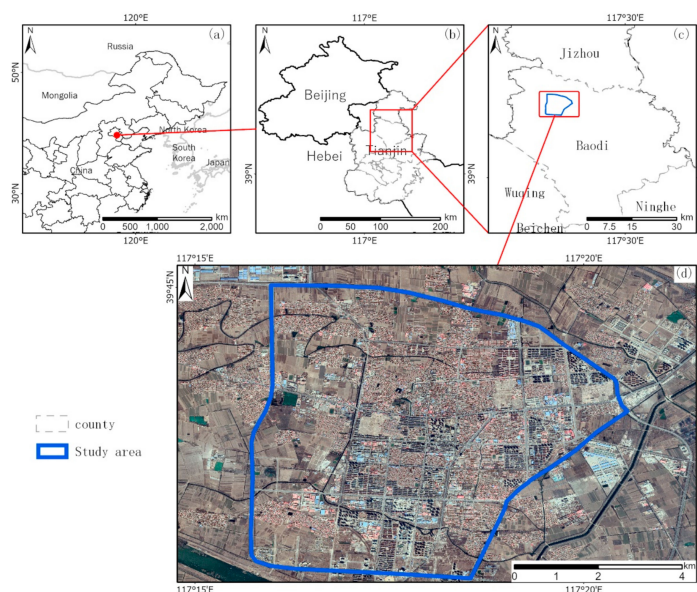 120°E
(a)
N
Russia
50°N
Mongolia
North Korea
South
Korea
Japan
China
30°N
km
0 500 1,000 2,000
120°E
117°E
(b)
N
Beijing
Hebei
Tianjin
39°N
39°N
km
0 50 100 200
117°E
117°30'E
(c)
N
Jizhou
Baodi
Wuqing
Ninghe
Beichen
km
0 7.5 15 30
117°30'E
117°15'E
117°20'E
39°45'N
N
(d)
county
Study area
km
0 1 2 4
117°15'E
117°20'E